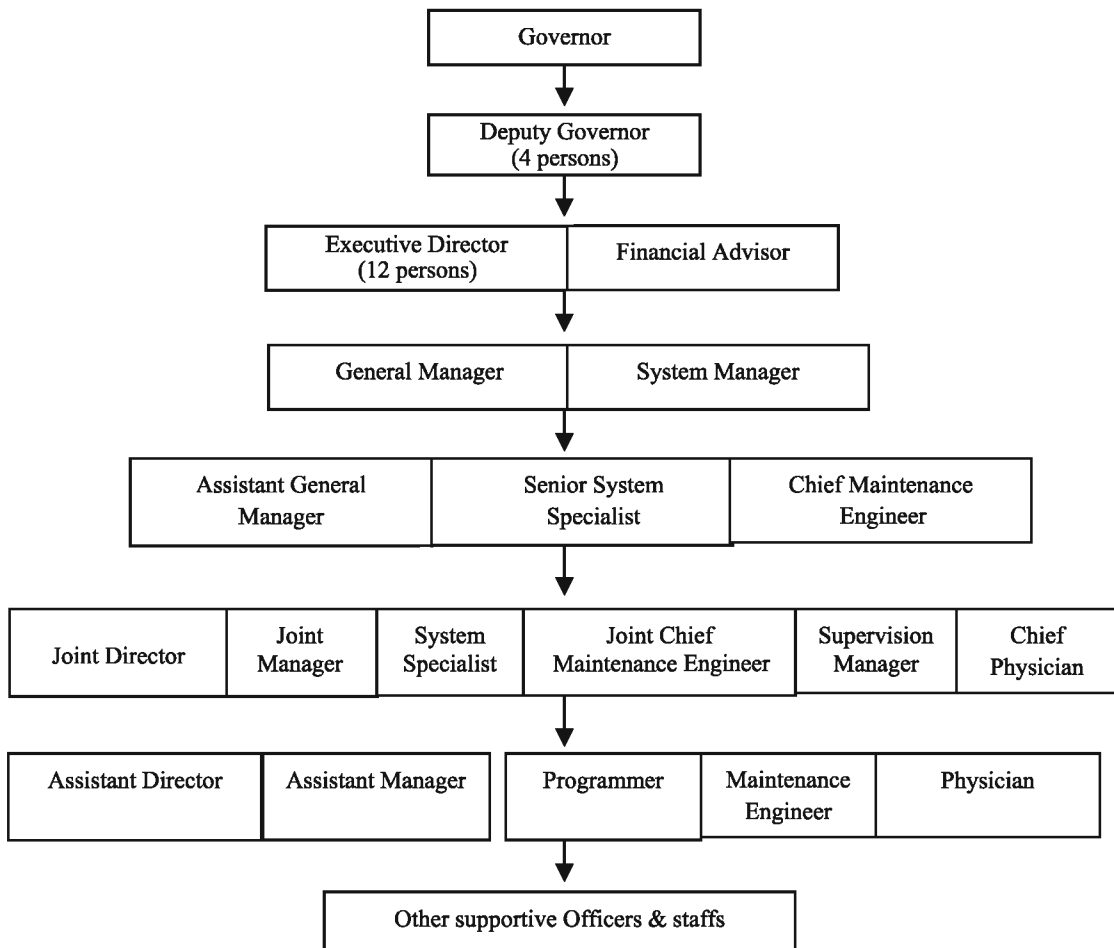 Governor
Deputy Governor
(4 persons)
Executive Director
(12 persons)
Financial Advisor
General Manager
System Manager
Assistant General
Manager
Senior System
Specialist
Chief Maintenance
Engineer
Joint Director
Joint
Manager
System
Specialist
Joint Chief
Maintenance Engineer
Supervision
Manager
Chief
Physician
Assistant Director
Assistant Manager
Programmer
Maintenance
Engineer
Physician
Other supportive Officers & staffs